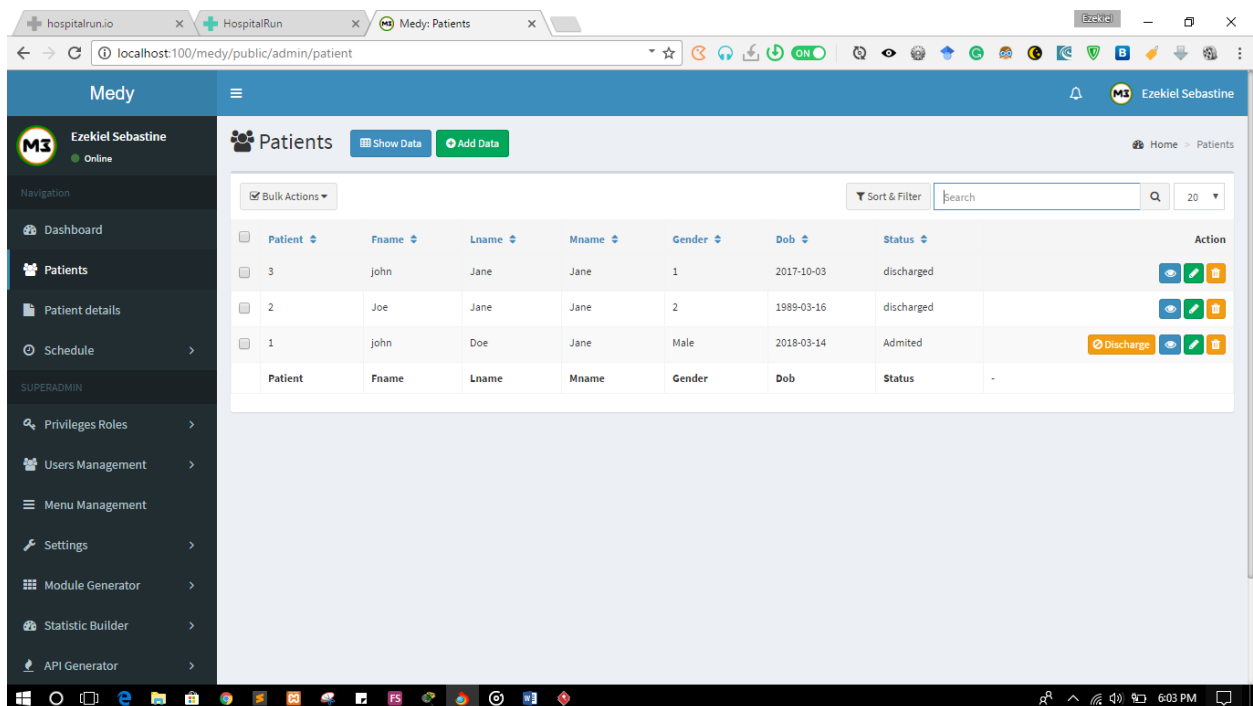 hospitalrun.io
HospitalRun
Medy: Patients
Ezekiel
localhost:100/medy/public/admin/patient
ON
Medy
Ezekiel Sebastine
M3
Ezekiel Sebastine
Online
M3
Patients
Show Data
Add Data
Home > Patients
Navigation
Dashboard
Patients
Patient details
Schedule
SUPERADMIN
Privileges Roles
Users Management
Menu Management
Settings
Module Generator
Statistic Builder
API Generator
Bulk Actions
Sort & Filter
Search
20
Patient Fname Lname Mname Gender Dob Status Action
3 john Jane Jane 1 2017-10-03 discharged
2 Joe Jane Jane 2 1989-03-16 discharged
1 john Doe Jane Male 2018-03-14 Admited Discharge
Patient Fname Lname Mname Gender Dob Status -
6:03 PM